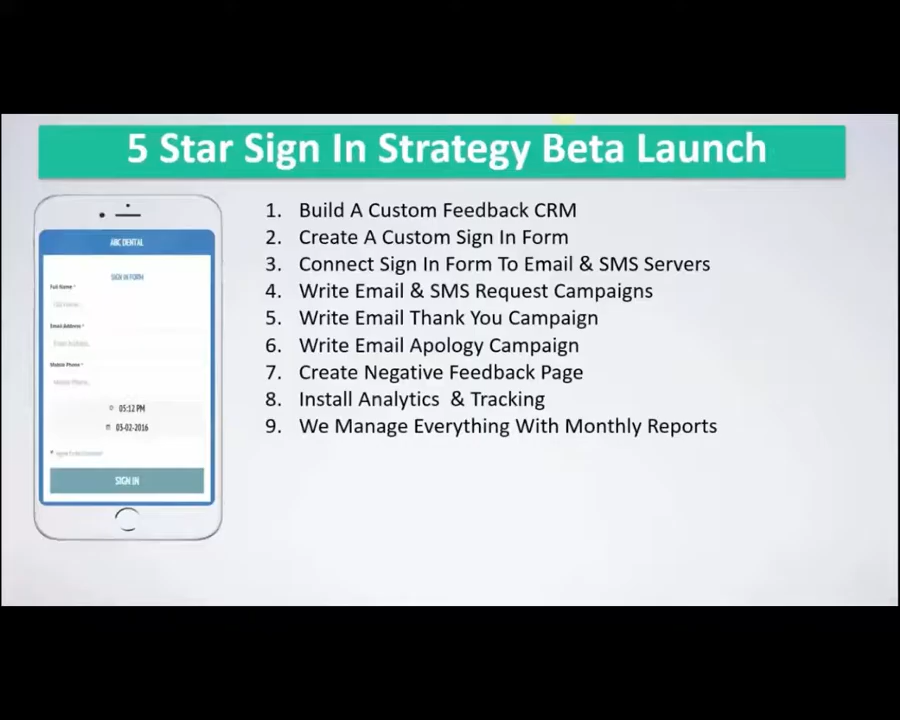 5 Star Sign In Strategy Beta Launch
ABC DENTAL
SIGN IN FORM
Full Name *
Email Address *
Mobile Phone *
05:12 PM
03-02-2016
SIGN IN
1. Build A Custom Feedback CRM
2. Create A Custom Sign In Form
3. Connect Sign In Form To Email & SMS Servers
4. Write Email & SMS Request Campaigns
5. Write Email Thank You Campaign
6. Write Email Apology Campaign
7. Create Negative Feedback Page
8. Install Analytics & Tracking
9. We Manage Everything With Monthly Reports